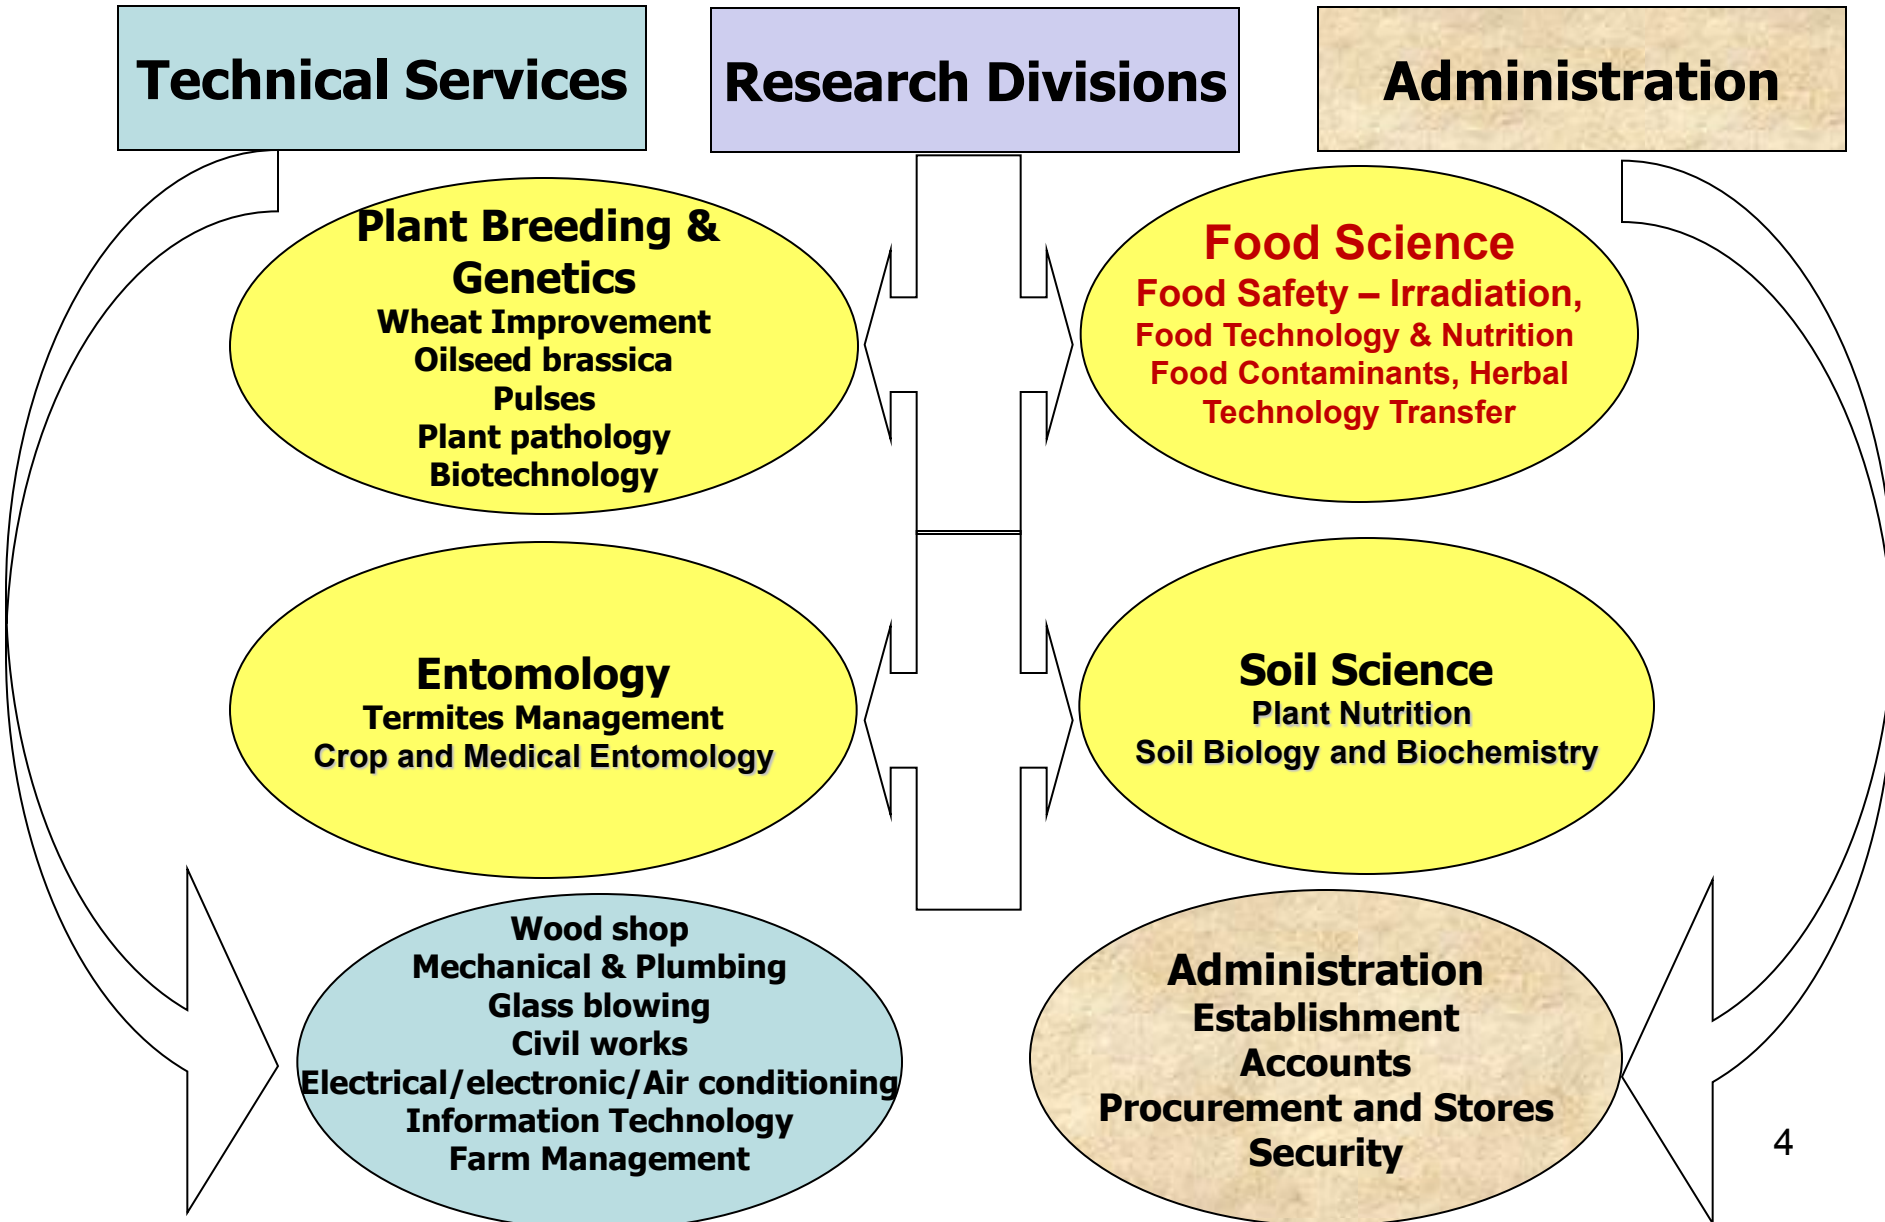 Technical Services
Research Divisions
Administration
Plant Breeding &
Genetics
Wheat Improvement
Oilseed brassica
Pulses
Plant pathology
Biotechnology
Food Science
Food Safety – Irradiation,
Food Technology & Nutrition
Food Contaminants, Herbal
Technology Transfer
Entomology
Termites Management
Crop and Medical Entomology
Soil Science
Plant Nutrition
Soil Biology and Biochemistry
Wood shop
Mechanical & Plumbing
Glass blowing
Civil works
Electrical/electronic/Air conditioning
Information Technology
Farm Management
Administration
Establishment
Accounts
Procurement and Stores
Security
4